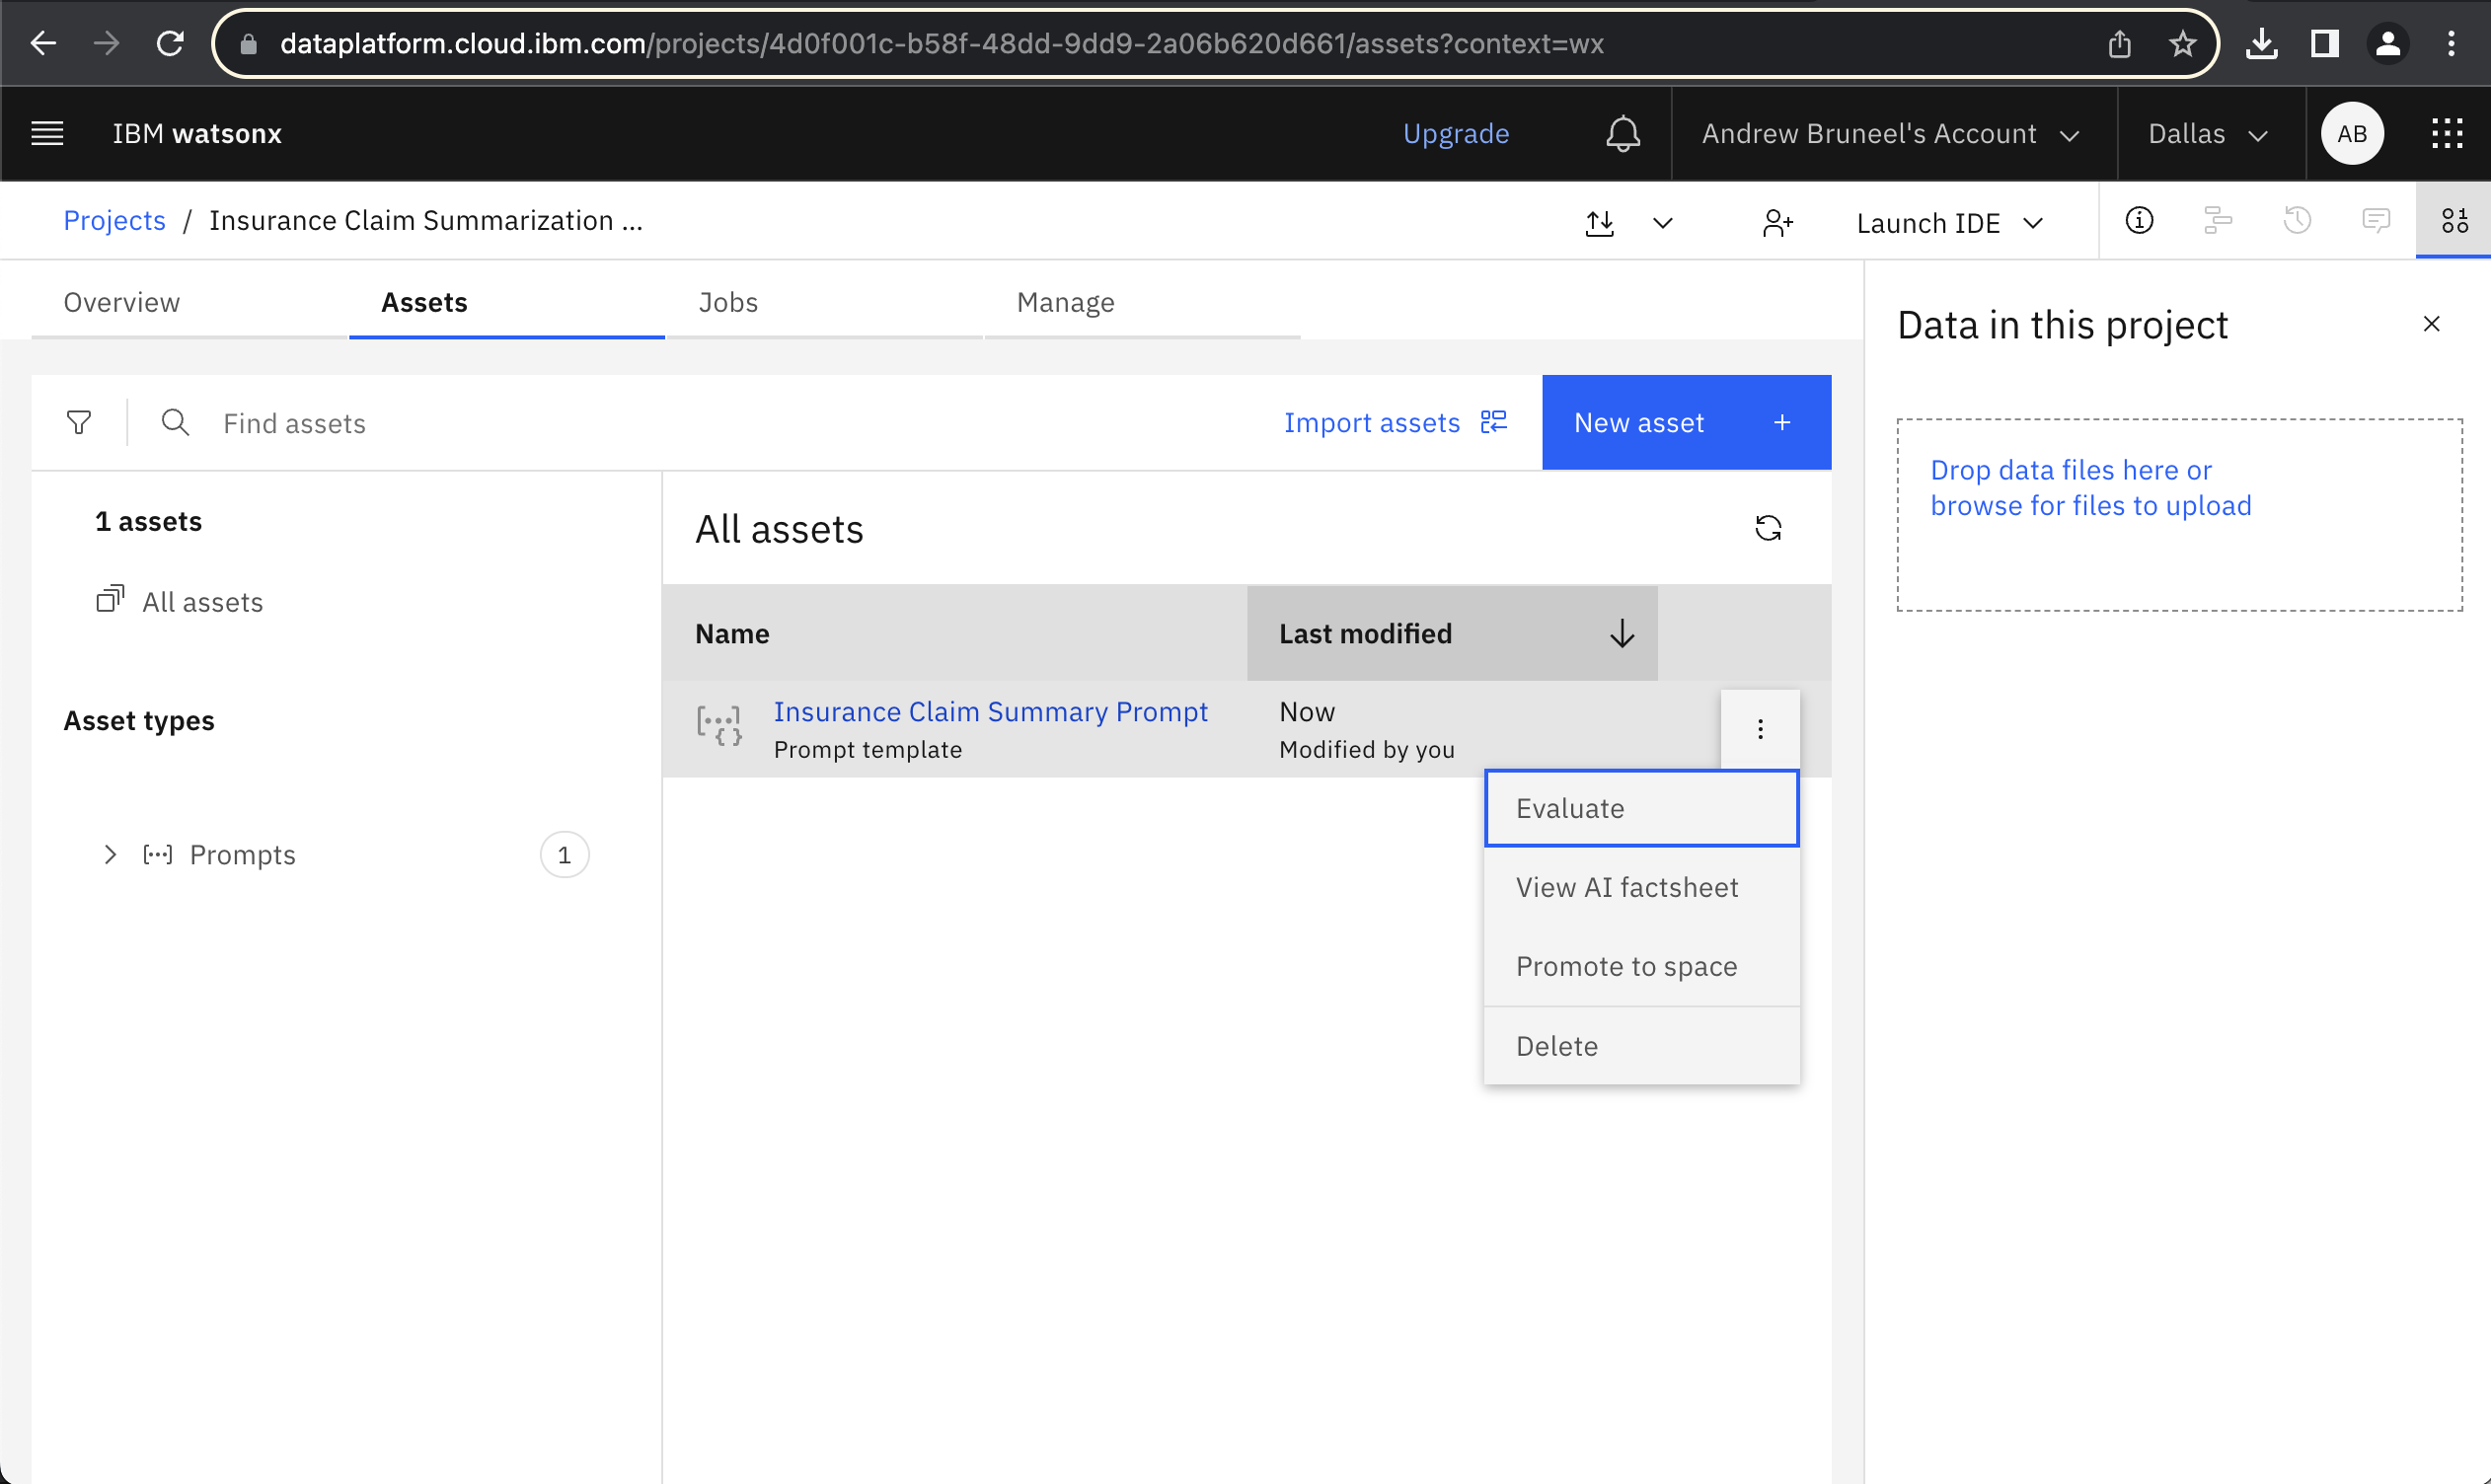 dataplatform.cloud.ibm.com/projects/4d0f001c-b58f-48dd-9dd9-2a06b620d661/assets?context=wx
IBM watsonx
Upgrade
Andrew Bruneel's Account
Dallas
AB
Projects / Insurance Claim Summarization ...
Launch IDE
Overview
Assets
Jobs
Manage
Data in this project
Find assets
Import assets
New asset +
Drop data files here or
browse for files to upload
1 assets
All assets
Asset types
Prompts
1
All assets
Name
Last modified
Insurance Claim Summary Prompt
Prompt template
Now
Modified by you
Evaluate
View AI factsheet
Promote to space
Delete